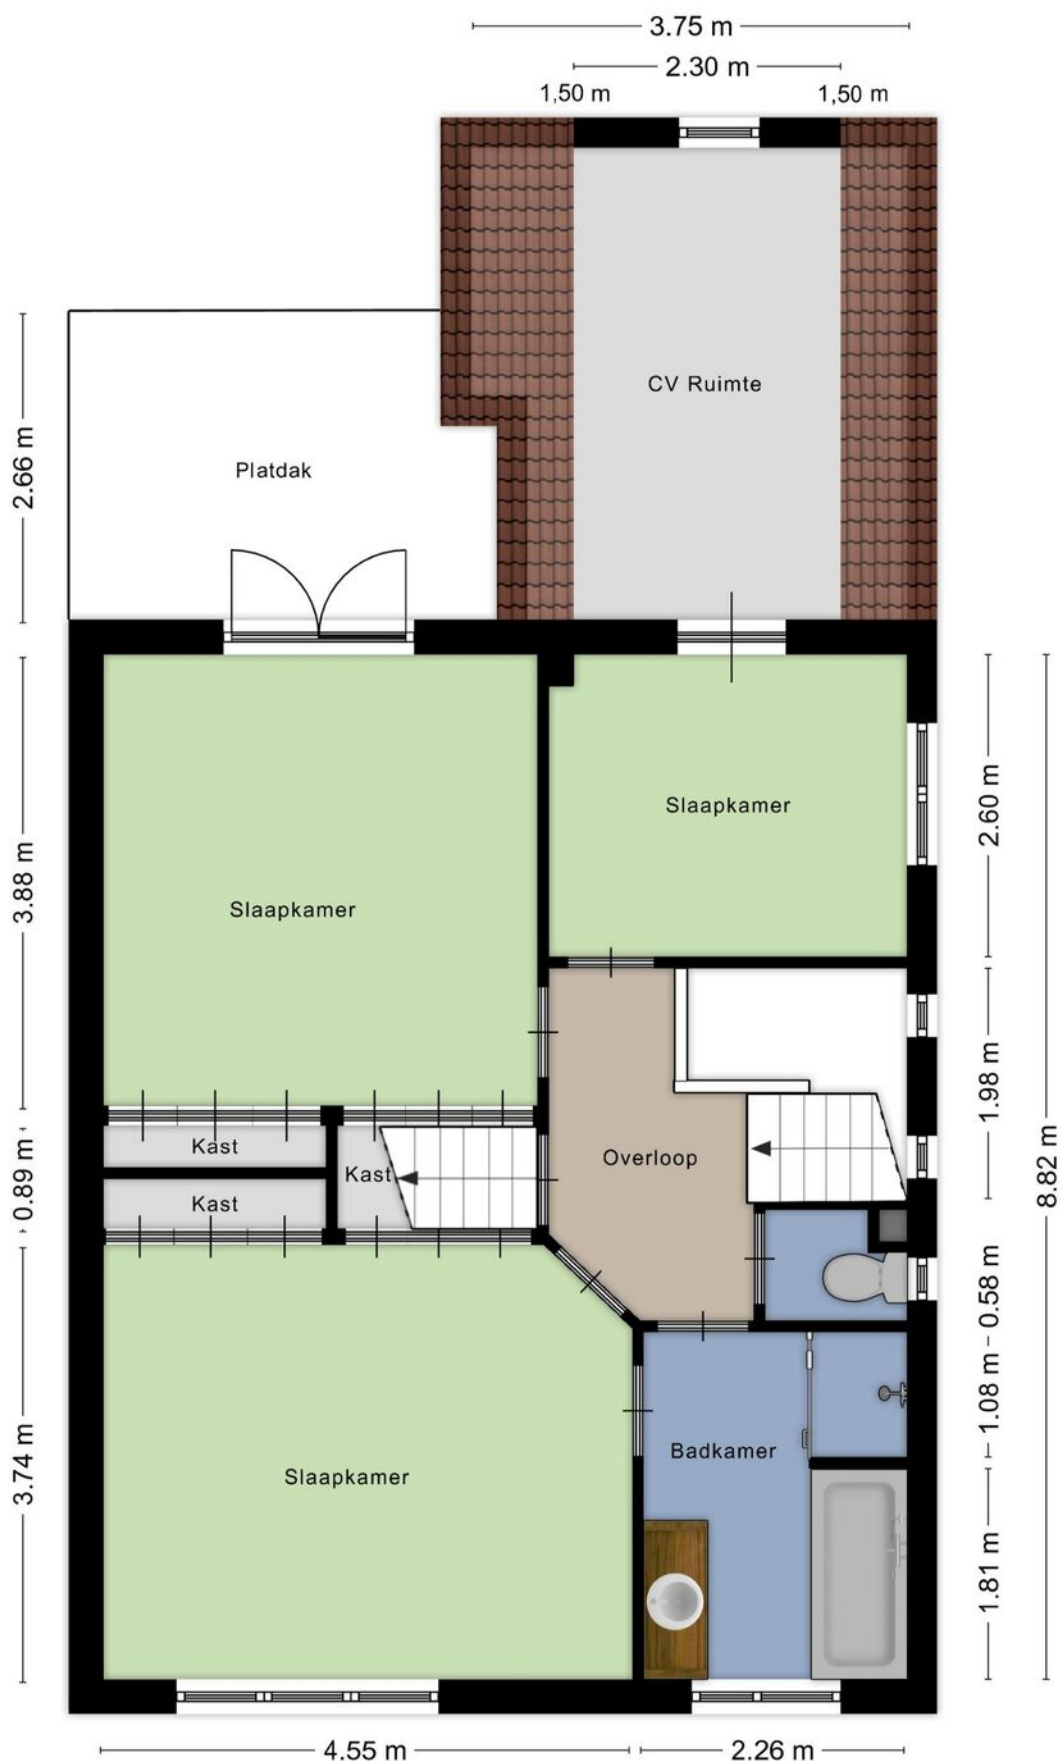 3.75 m
2.30 m
1,50 m
1,50 m
CV Ruimte
2.66 m
Platdak
Slaapkamer
2.60 m
3.88 m
Slaapkamer
1.98 m
8.82 m
Kast
0.89 m
Kast
Overloop
Kast
0.58 m
1.08 m
3.74 m
Badkamer
Slaapkamer
1.81 m
4.55 m
2.26 m